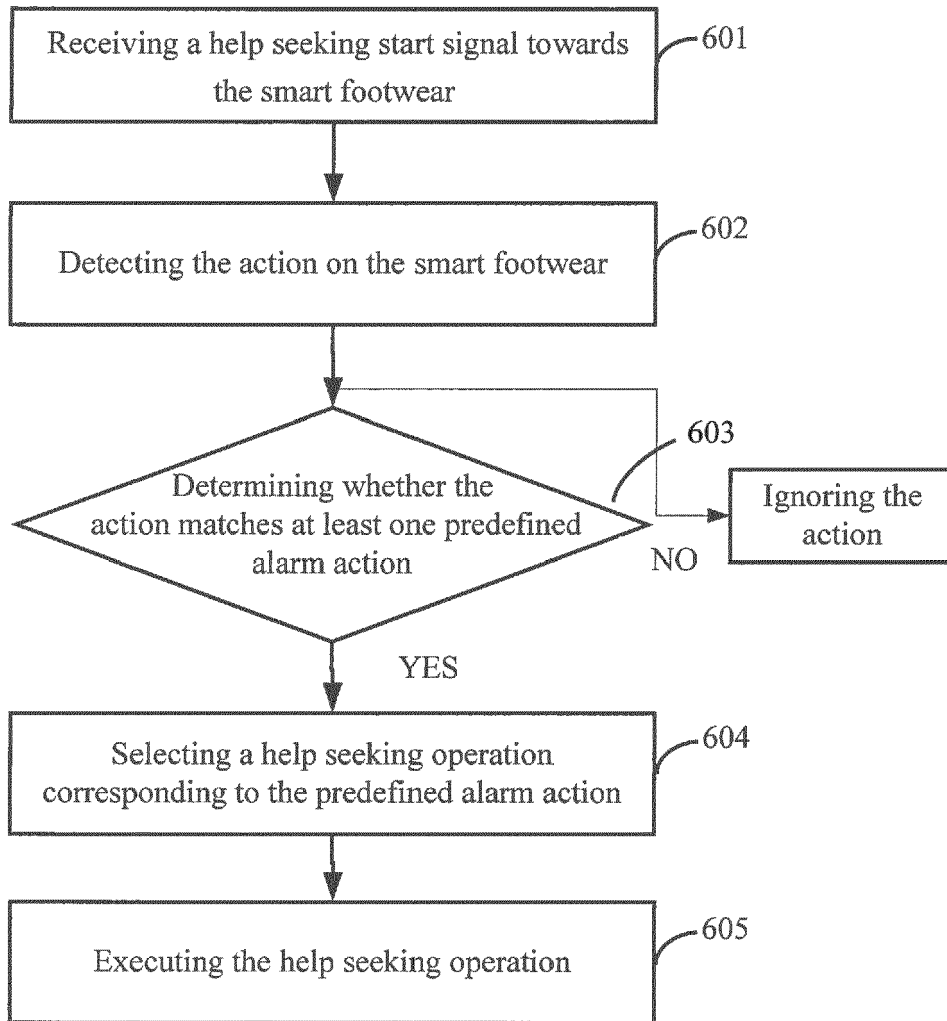 Receiving a help seeking start signal towards
the smart footwear
601
Detecting the action on the smart footwear
602
Determining whether the
action matches at least one predefined
alarm action
603
NO
Ignoring the
action
YES
Selecting a help seeking operation
corresponding to the predefined alarm action
604
Executing the help seeking operation
605